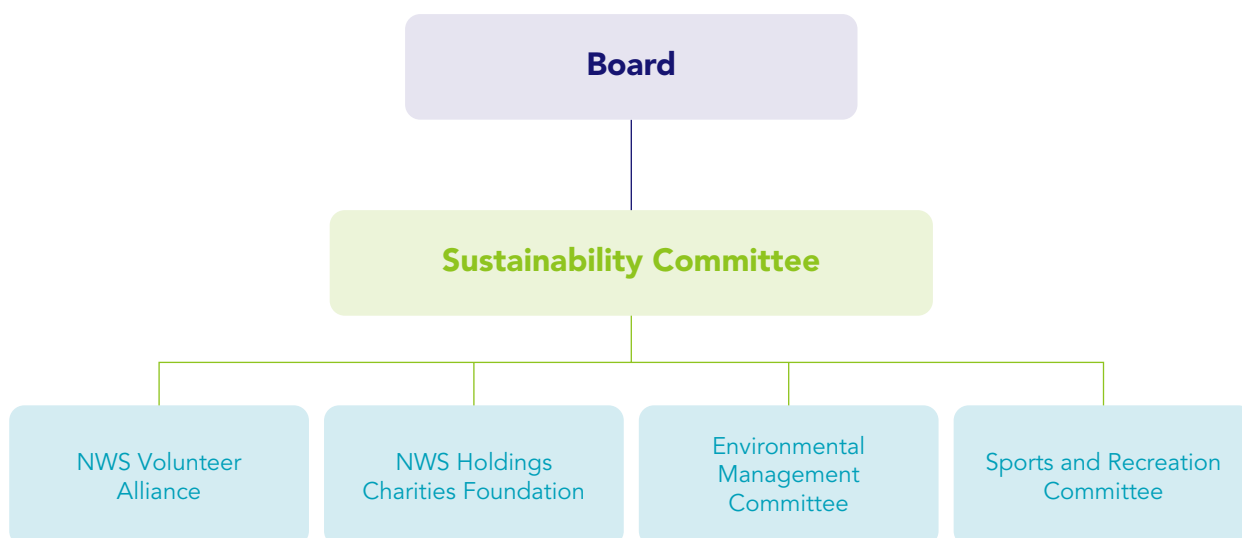 Board
Sustainability Committee
NWS Volunteer
Alliance
NWS Holdings
Charities Foundation
Environmental
Management
Committee
Sports and Recreation
Committee